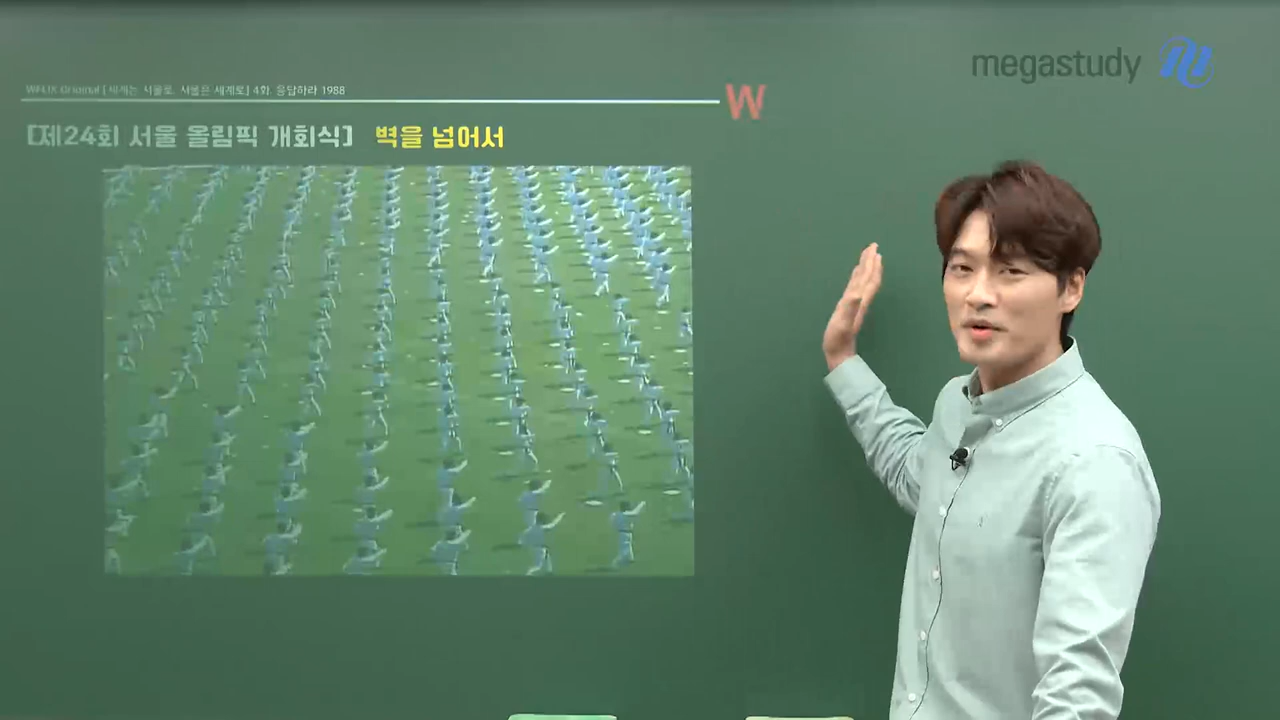 megastudy
WFLIX Original [세계는 서울로, 서울은 세계로] 4화. 응답하라 1988
W
[제24회 서울 올림픽 개회식] 벽을 넘어서